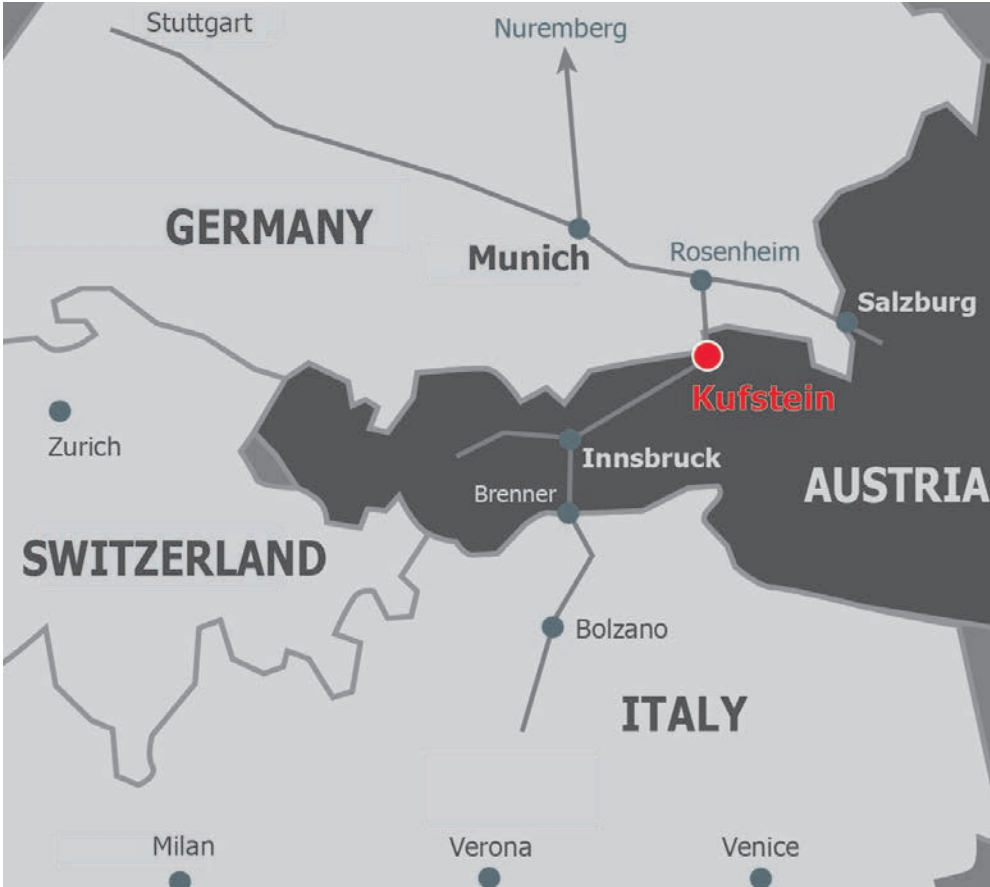 Stuttgart
Nuremberg
GERMANY
Munich
Rosenheim
Salzburg
Kufstein
Zurich
Innsbruck
AUSTRIA
Brenner
SWITZERLAND
Bolzano
ITALY
Milan
Verona
Venice